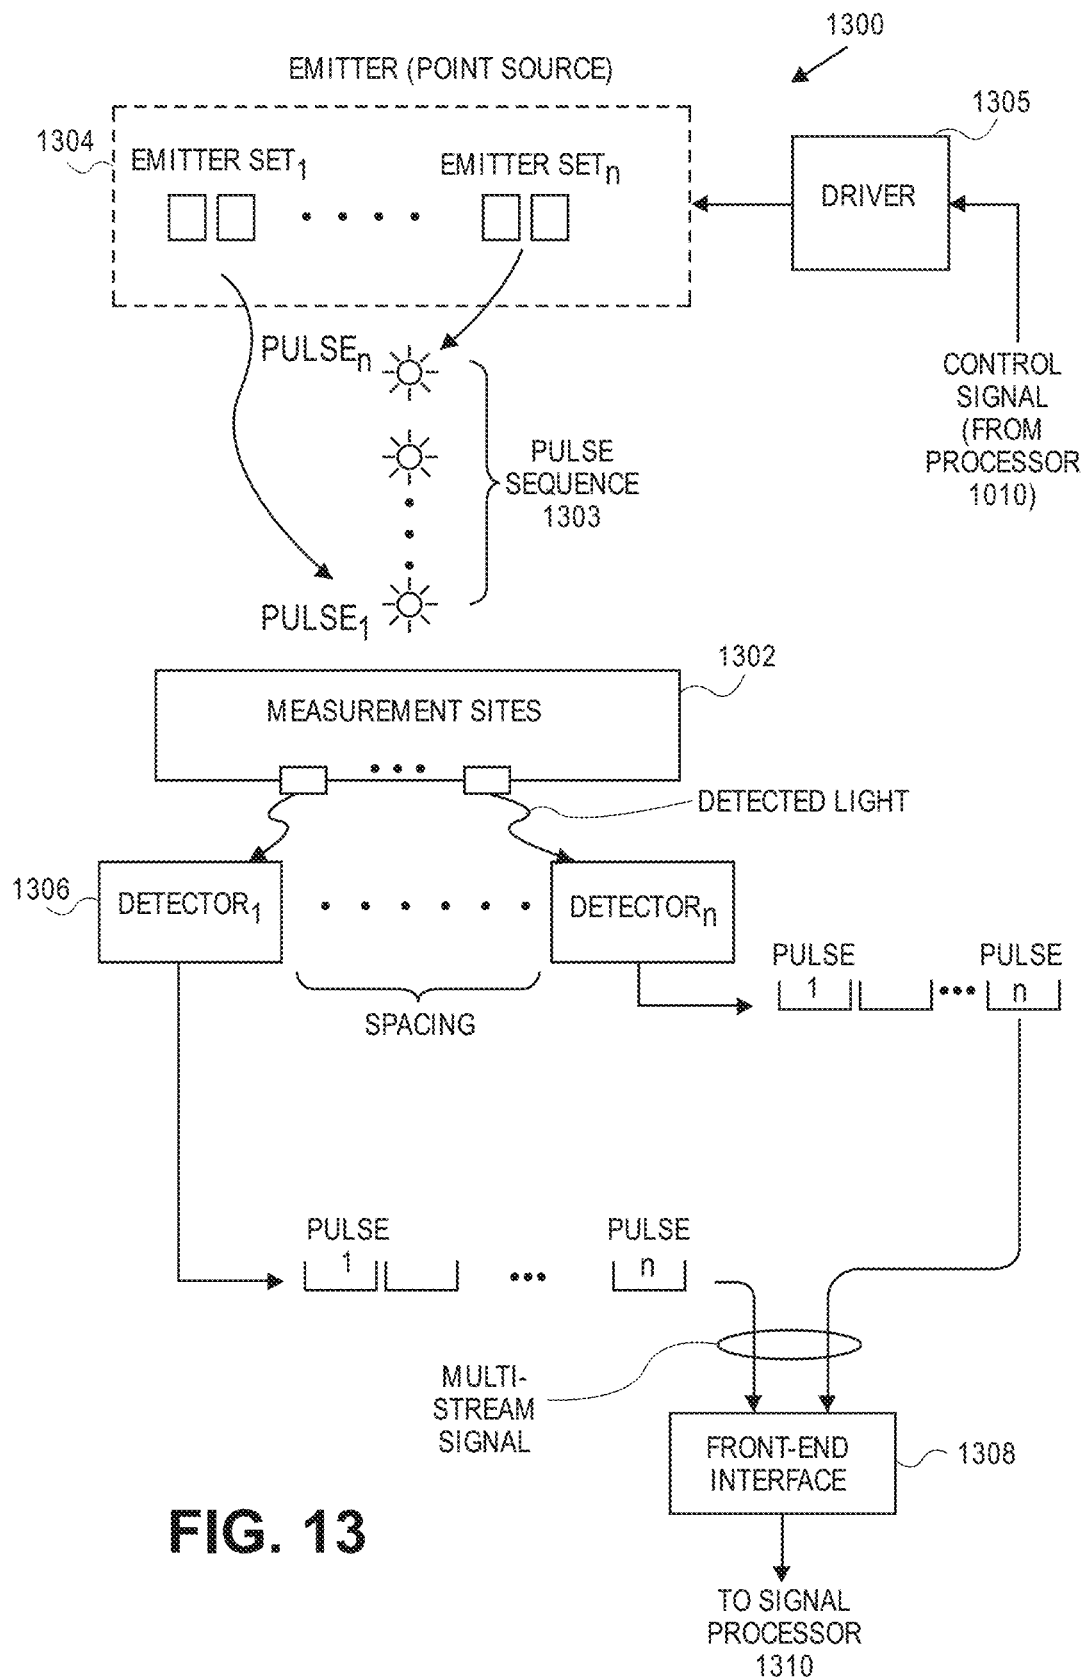 1300
EMITTER (POINT SOURCE)
1304
1305
EMITTER SET1
EMITTER SETn
DRIVER
PULSEn
CONTROL
SIGNAL
(FROM
PROCESSOR
1010)
PULSE
SEQUENCE
1303
PULSE1
1302
MEASUREMENT SITES
DETECTED LIGHT
1306
DETECTOR1
DETECTORn
PULSE
1
PULSE
n
SPACING
PULSE
1
PULSE
n
MULTI-
STREAM
SIGNAL
FRONT-END
INTERFACE
1308
FIG. 13
TO SIGNAL
PROCESSOR
1310